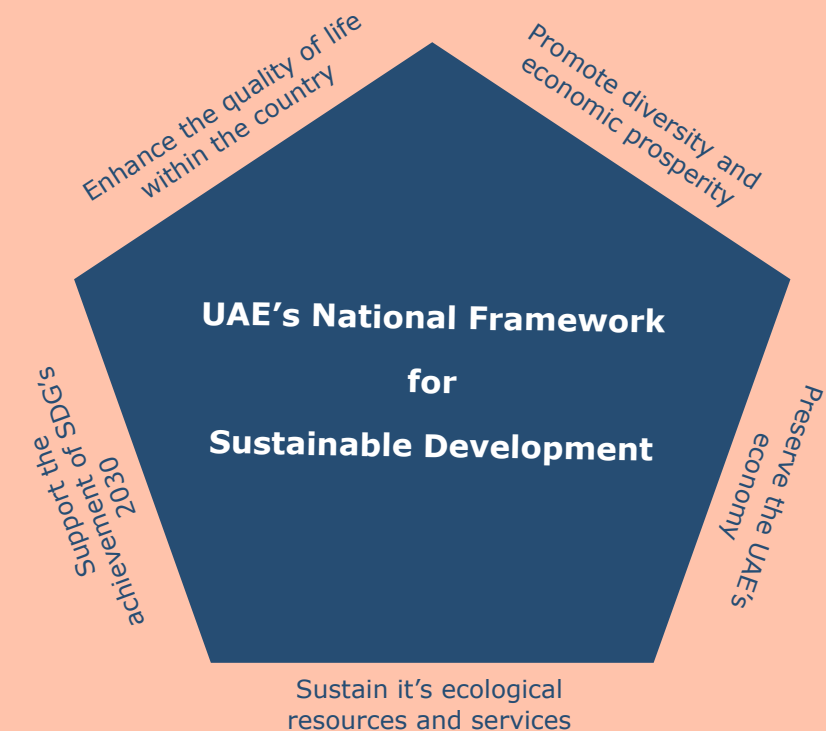 Enhance the quality of life
within the country
Promote diversity and
economic prosperity
UAE’s National Framework
for
Sustainable Development
Support the
achievement of SDG’s
2030
Preserve the UAE’s
economy
Sustain it’s ecological
resources and services